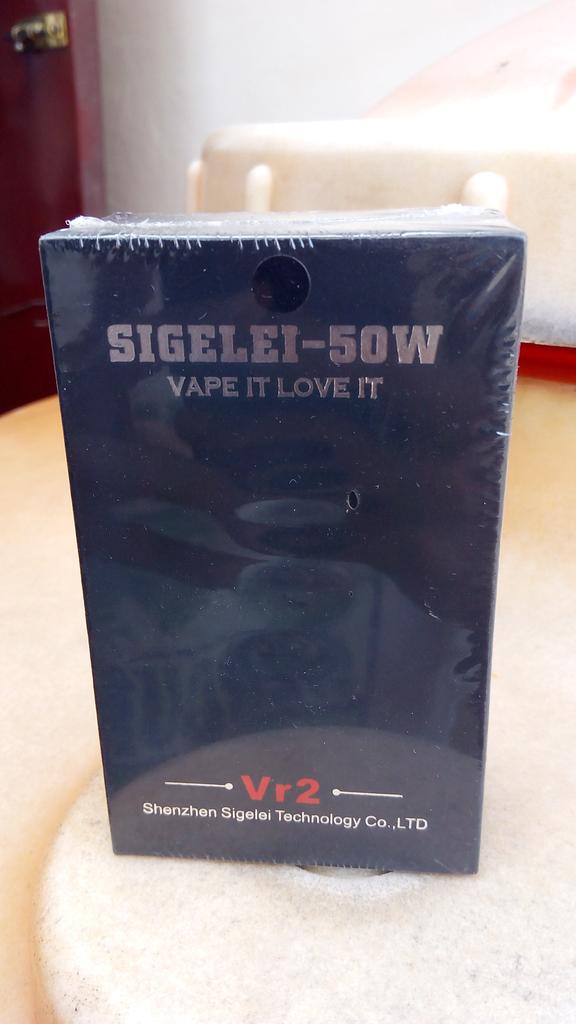 SIGELEI-50W
VAPE IT LOVE IT
Vr2
Shenzhen Sigelei Technology Co.,LTD